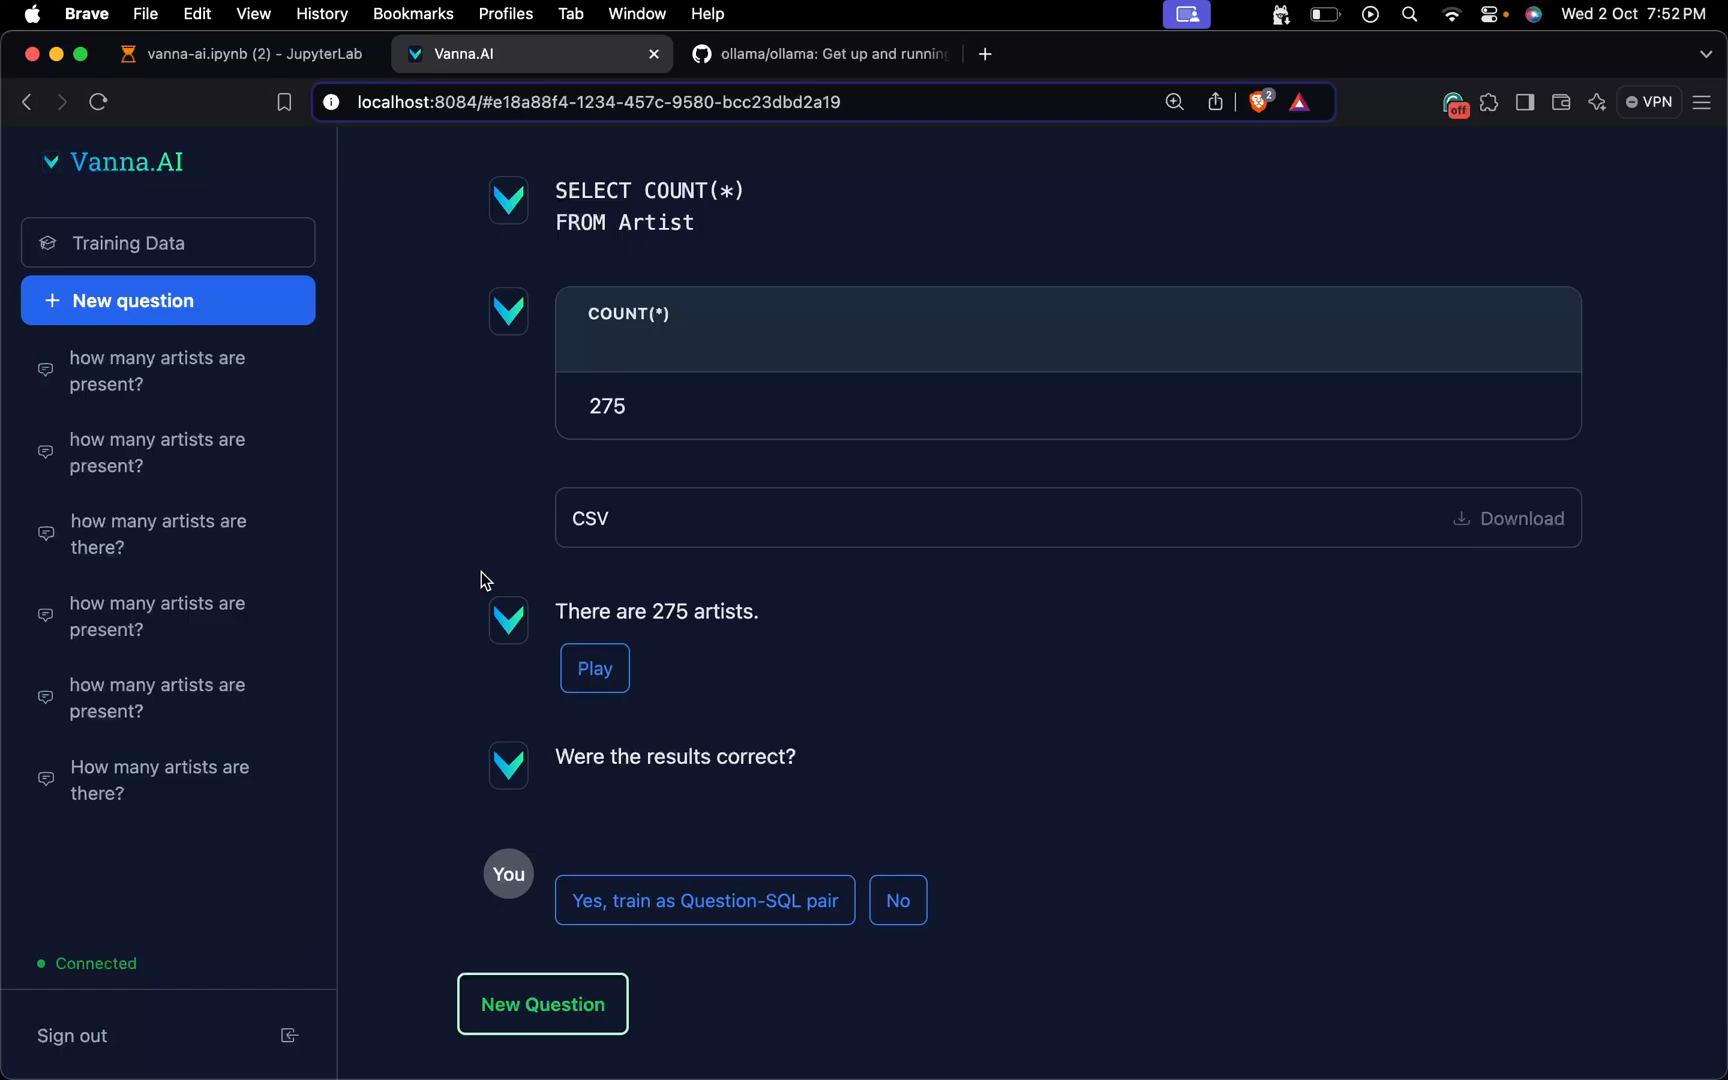 Brave File Edit View History Bookmarks Profiles Tab Window Help Wed 2 Oct 7:52 PM
vanna-ai.ipynb (2) - JupyterLab Vanna.AI ollama/ollama: Get up and running
localhost:8084/#e18a88f4-1234-457c-9580-bcc23dbd2a19 2 off VPN
Vanna.AI
Training Data
New question
how many artists are
present?
how many artists are
present?
how many artists are
there?
how many artists are
present?
how many artists are
present?
How many artists are
there?
Connected
Sign out
SELECT COUNT(*)
FROM Artist
COUNT(*)
275
CSV Download
There are 275 artists.
Play
Were the results correct?
You
Yes, train as Question-SQL pair No
New Question